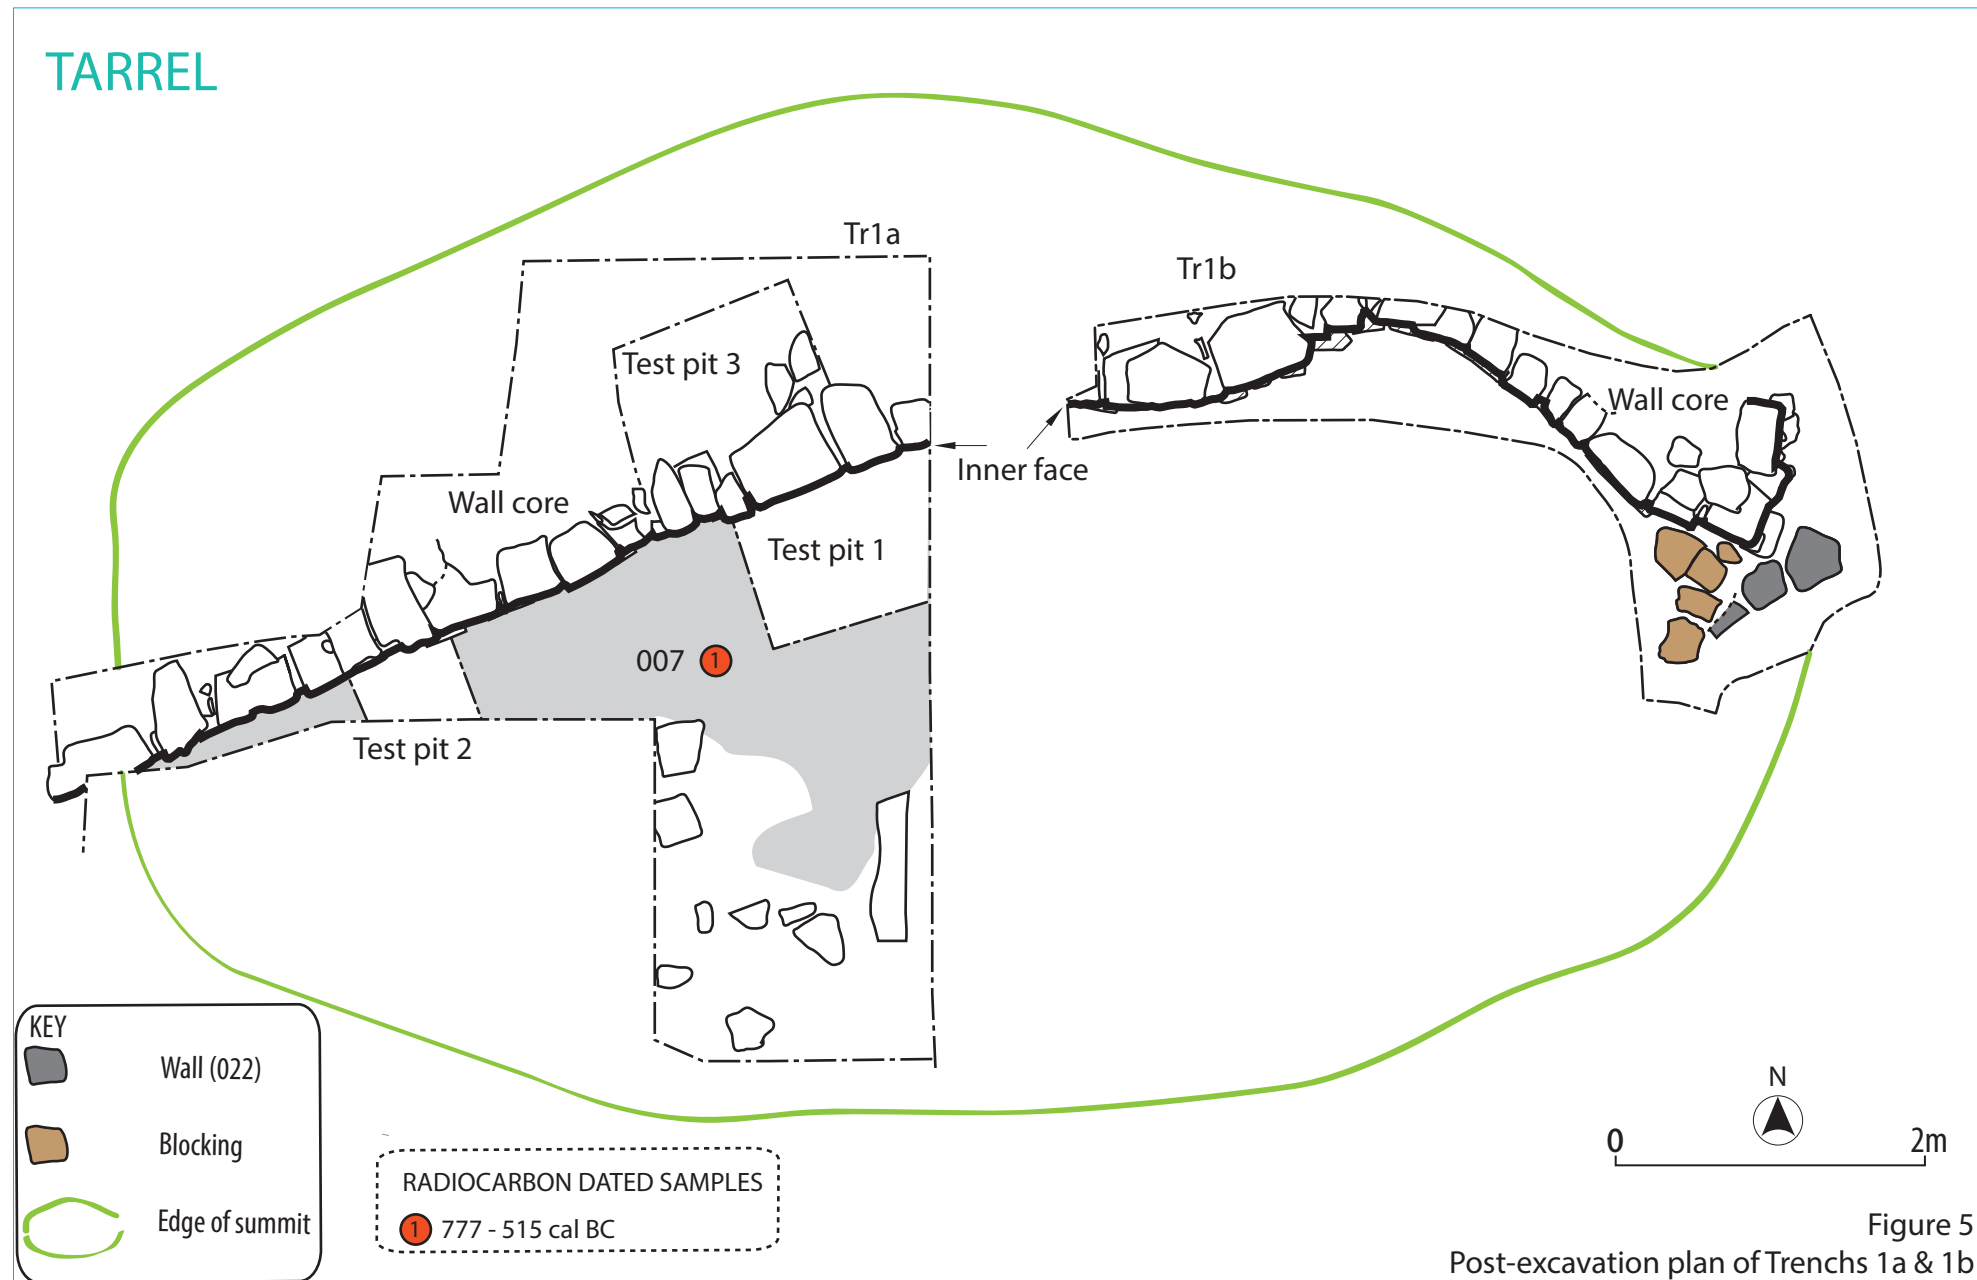 TARREL
Tr1a
Tr1b
Test pit 3
Wall core
Inner face
Wall core
Test pit 1
007 1
Test pit 2
KEY
Wall (022)
Blocking
Edge of summit
RADIOCARBON DATED SAMPLES
1 777 - 515 cal BC
N
0 2m
Figure 5
Post-excavation plan of Trenchs 1a & 1b